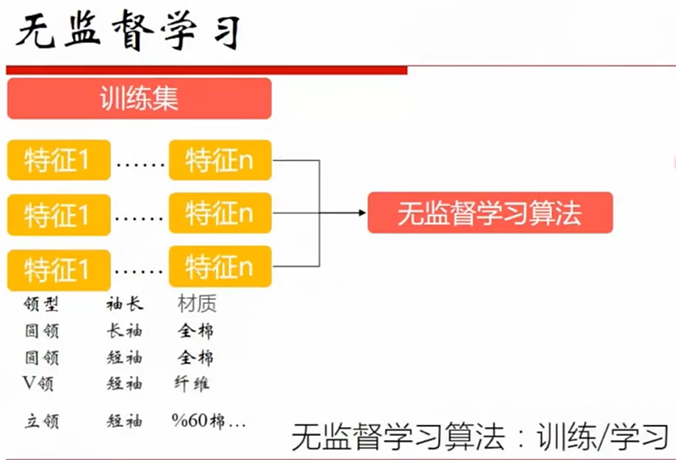 无监督学习
训练集
特征1 …… 特征n
特征1 …… 特征n
无监督学习算法
特征1 …… 特征n
领型 袖长 材质
圆领 长袖 全棉
圆领 短袖 全棉
V领 短袖 纤维
立领 短袖 %60棉…
无监督学习算法：训练/学习